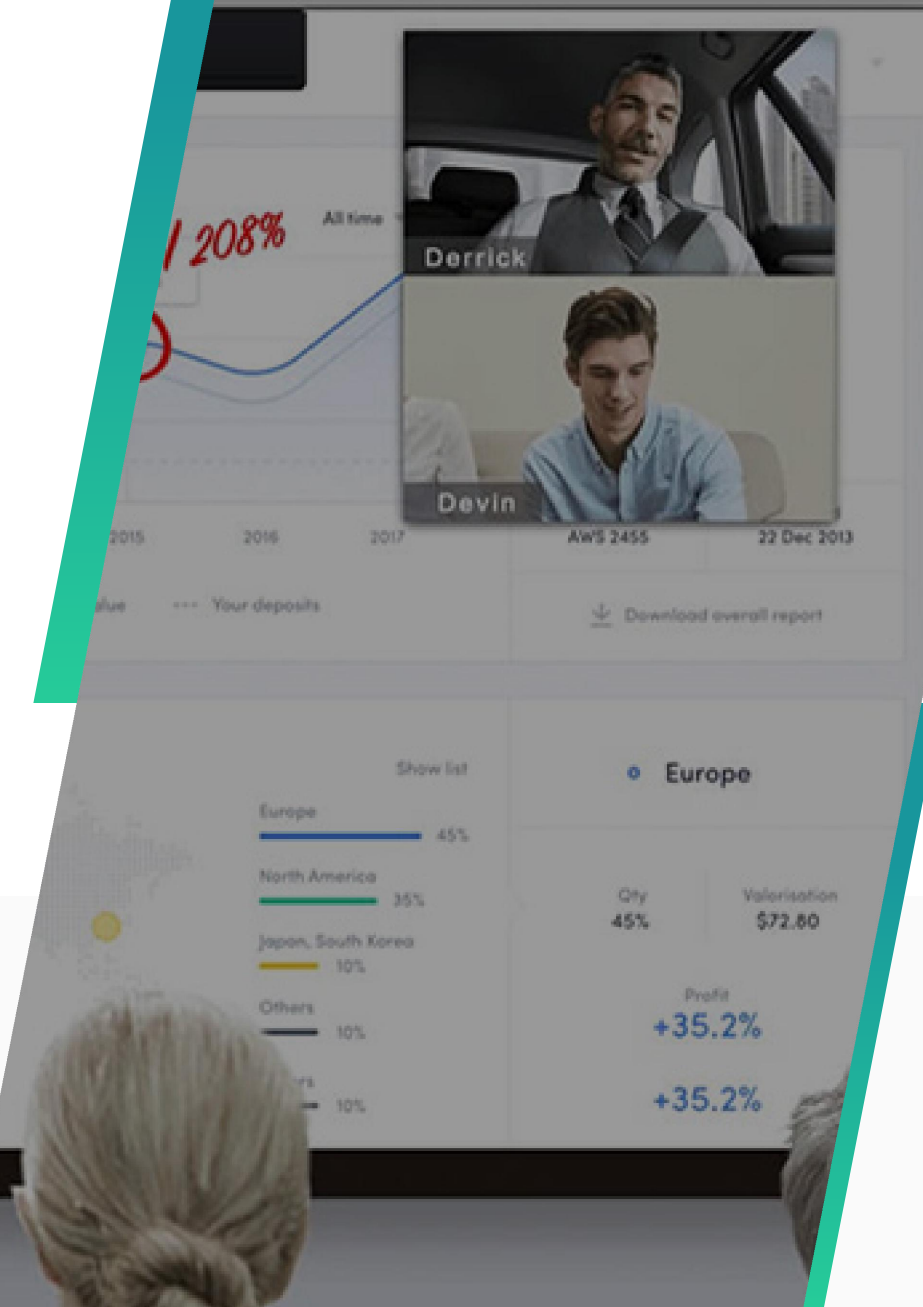 208%
All time
Derrick
Devin
2015
2016
2017
AWS 2455
22 Dec 2013
alue
Your deposits
Download overall report
Show list
Europe
Europe
45%
North America
35%
Qty
Valorisation
45%
$72.80
Japan, South Korea
10%
Profit
Others
+35.2%
10%
rs
+35.2%
10%